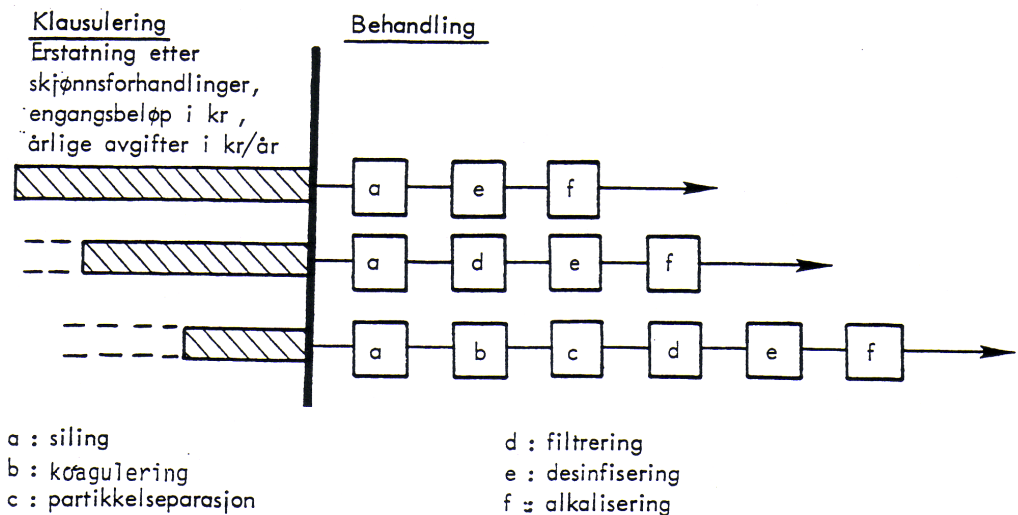 Klausulering
Erstatning etter
skjønnsforhandlinger,
engangsbeløp i kr ,
årlige avgifter i kr/år
Behandling
a e f
a d e f
a b c d e f
a : siling
b : koagulering
c : partikkelseparasjon
d : filtrering
e : desinfisering
f : alkalisering